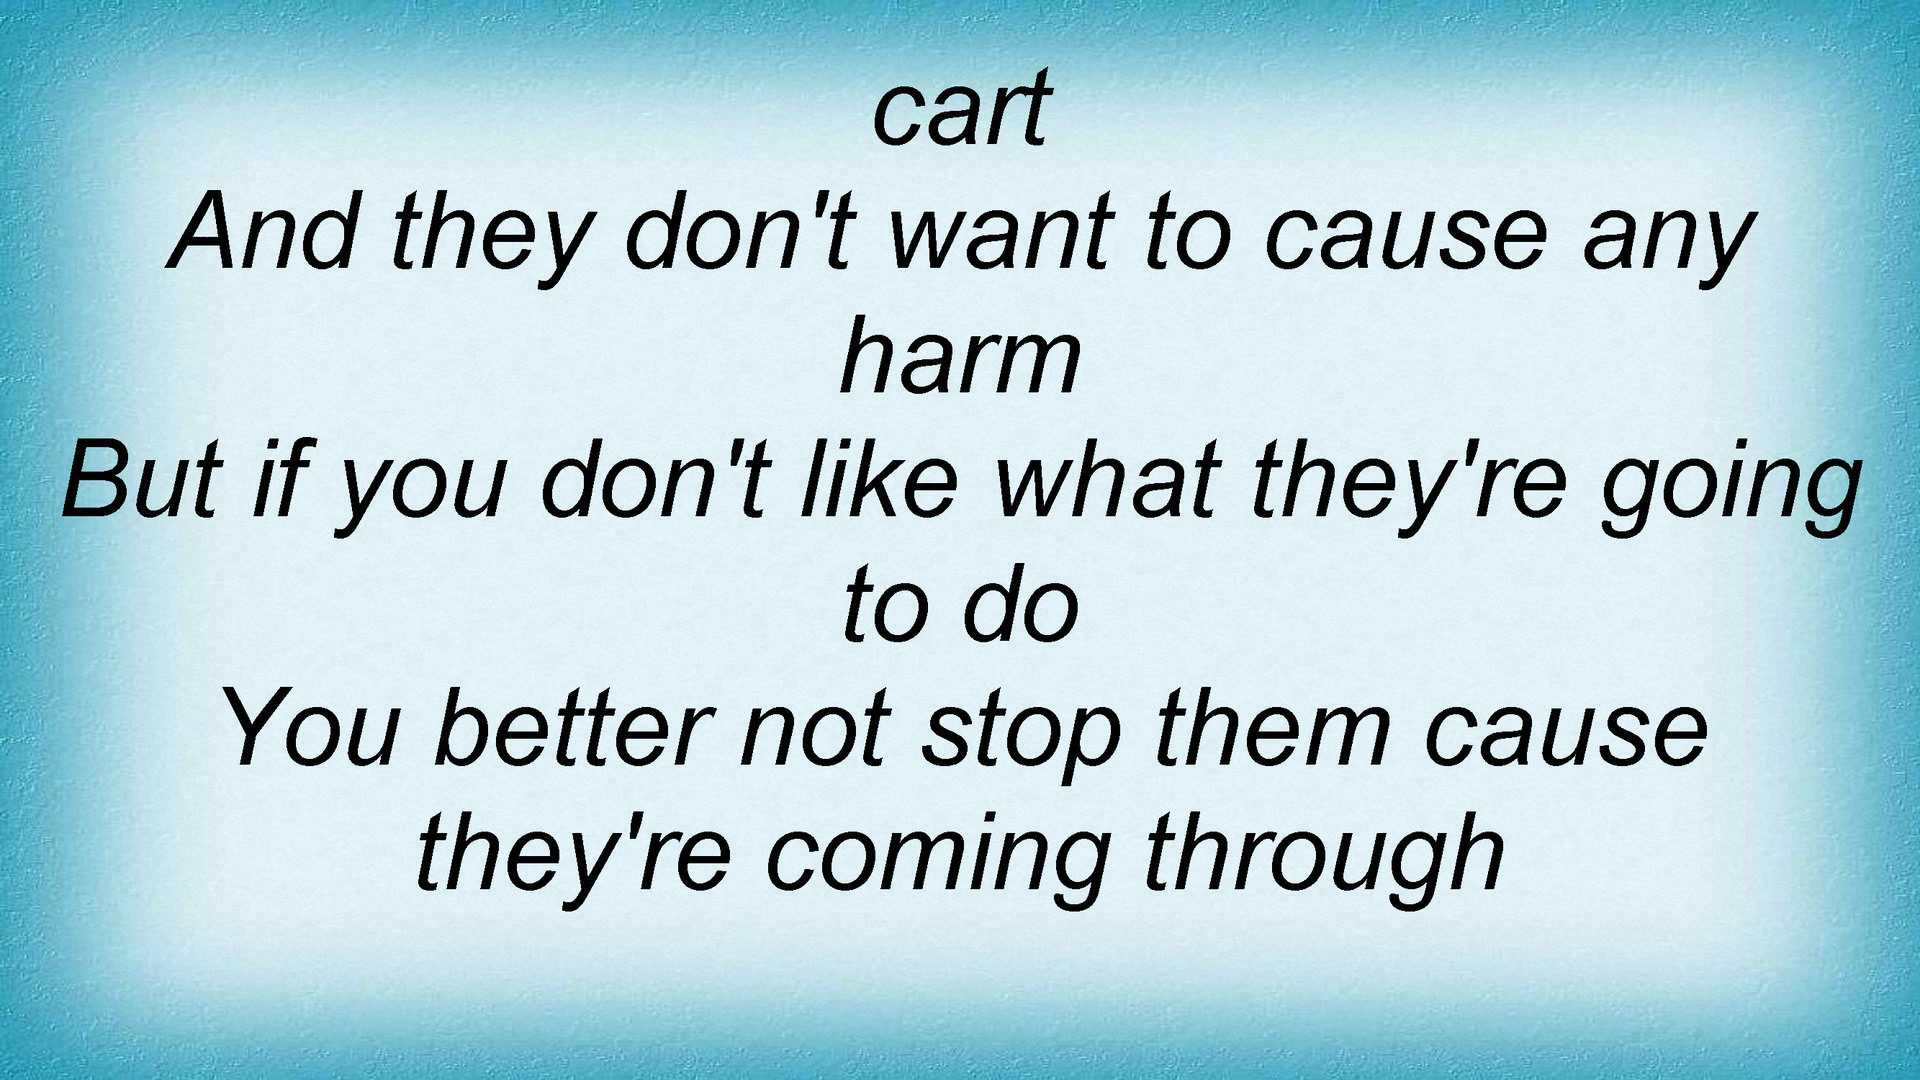 cart
And they don't want to cause any
harm
But if you don't like what they're going
to do
You better not stop them cause
they're coming through